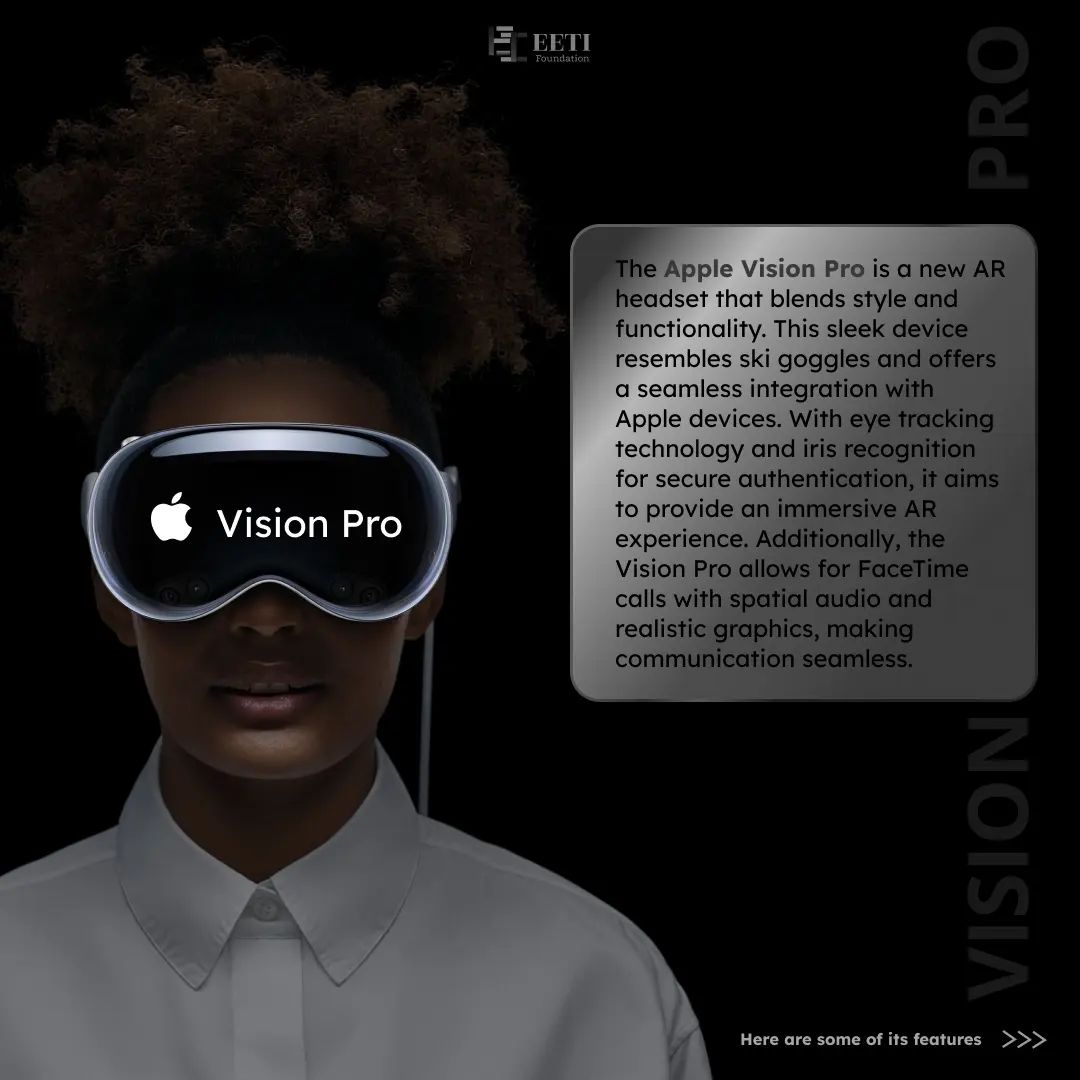 EETI
Foundation
PRO
The Apple Vision Pro is a new AR
headset that blends style and
functionality. This sleek device
resembles ski goggles and offers
a seamless integration with
Apple devices. With eye tracking
technology and iris recognition
for secure authentication, it aims
to provide an immersive AR
experience. Additionally, the
Vision Pro allows for FaceTime
calls with spatial audio and
realistic graphics, making
communication seamless.
Vision Pro
VISION
Here are some of its features >>>